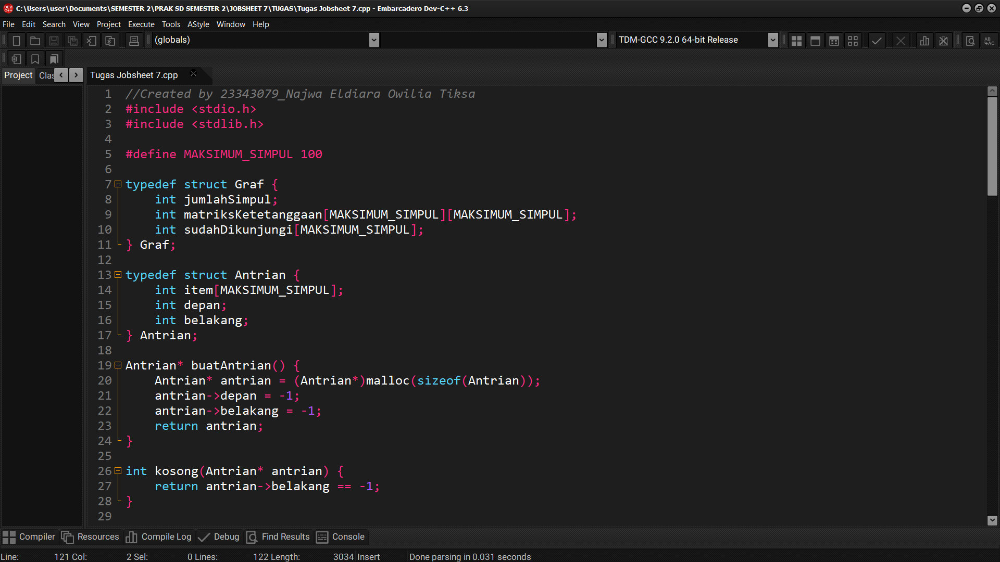 C:\Users\user\Documents\SEMESTER 2\PRAK SD SEMESTER 2\JOBSHEET 7\TUGAS\Tugas Jobsheet 7.cpp - Embarcadero Dev-C++ 6.3
File Edit Search View Project Execute Tools AStyle Window Help
(globals) TDM-GCC 9.2.0 64-bit Release
Project Clas Tugas Jobsheet 7.cpp
1 //Created by 23343079_Najwa Eldiara Owilia Tiksa
2 #include <stdio.h>
3 #include <stdlib.h>
4
5 #define MAKSIMUM_SIMPUL 100
6
7 typedef struct Graf {
8     int jumlahSimpul;
9     int matriksKetetanggaan[MAKSIMUM_SIMPUL][MAKSIMUM_SIMPUL];
10     int sudahDikunjungi[MAKSIMUM_SIMPUL];
11 } Graf;
12
13 typedef struct Antrian {
14     int item[MAKSIMUM_SIMPUL];
15     int depan;
16     int belakang;
17 } Antrian;
18
19 Antrian* buatAntrian() {
20     Antrian* antrian = (Antrian*)malloc(sizeof(Antrian));
21     antrian->depan = -1;
22     antrian->belakang = -1;
23     return antrian;
24 }
25
26 int kosong(Antrian* antrian) {
27     return antrian->belakang == -1;
28 }
29
Compiler Resources Compile Log Debug Find Results Console
Line: 121 Col: 2 Sel: 0 Lines: 122 Length: 3034 Insert Done parsing in 0.031 seconds